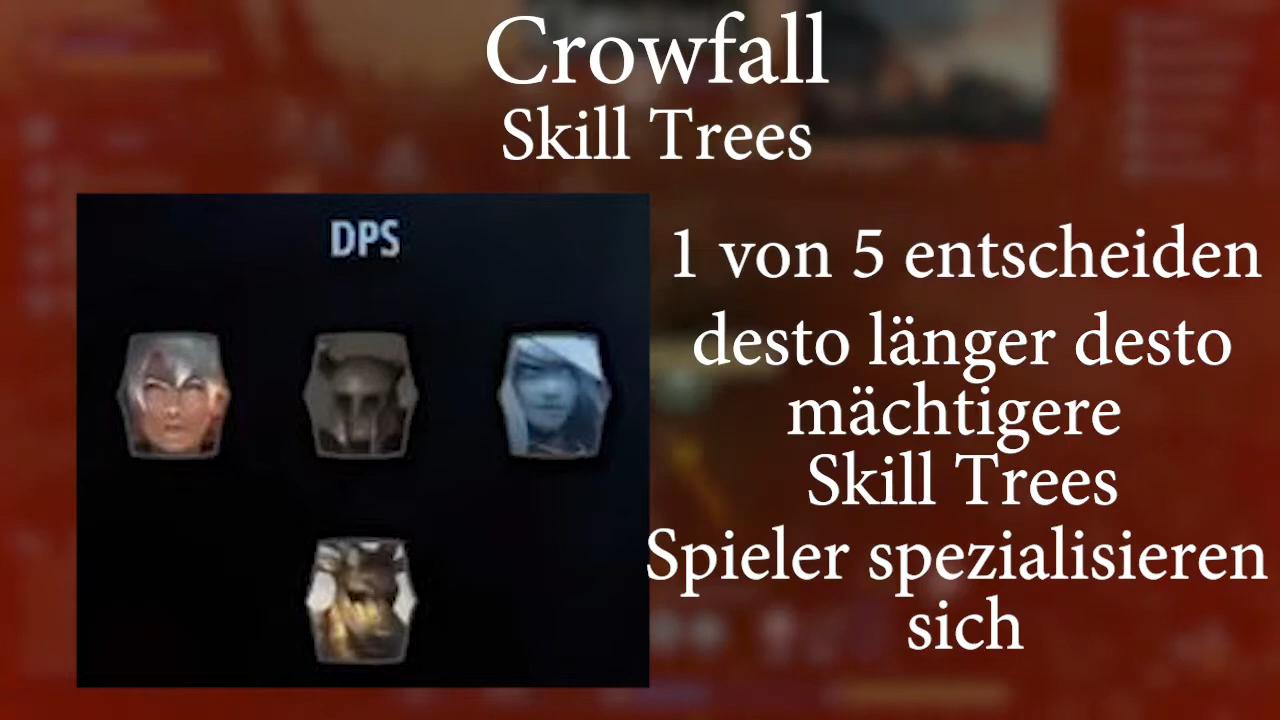 Crowfall
Skill Trees
DPS
1 von 5 entscheiden
desto länger desto
mächtigere
Skill Trees
Spieler spezialisieren
sich